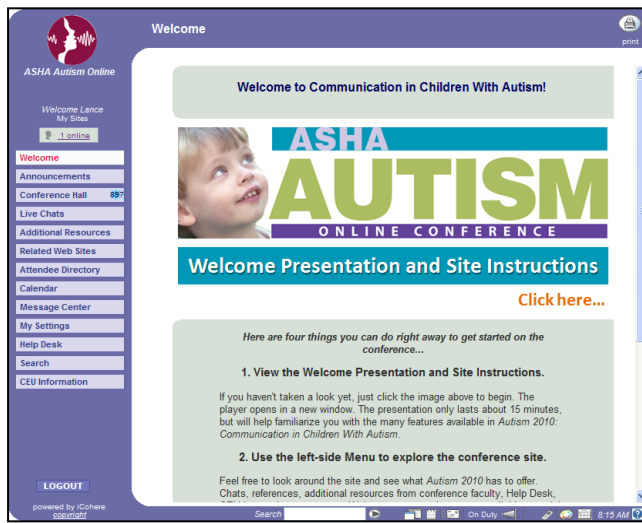 Welcome
print
ASHA Autism Online
Welcome Lance
My Sites
1 online
Welcome
Announcements
Conference Hall
Live Chats
Additional Resources
Related Web Sites
Attendee Directory
Calendar
Message Center
My Settings
Help Desk
Search
CEU Information
LOGOUT
powered by iCohere
copyright
Welcome to Communication in Children With Autism!
ASHA
AUTISM
ONLINE CONFERENCE
Welcome Presentation and Site Instructions
Click here...
Here are four things you can do right away to get started on the
conference...
1. View the Welcome Presentation and Site Instructions.
If you haven't taken a look yet, just click the image above to begin. The
player opens in a new window. The presentation only lasts about 15 minutes,
but will help familiarize you with the many features available in Autism 2010:
Communication in Children With Autism.
2. Use the left-side Menu to explore the conference site.
Feel free to look around the site and see what Autism 2010 has to offer.
Chats, references, additional resources from conference faculty, Help Desk,
Search
On Duty
8:15 AM